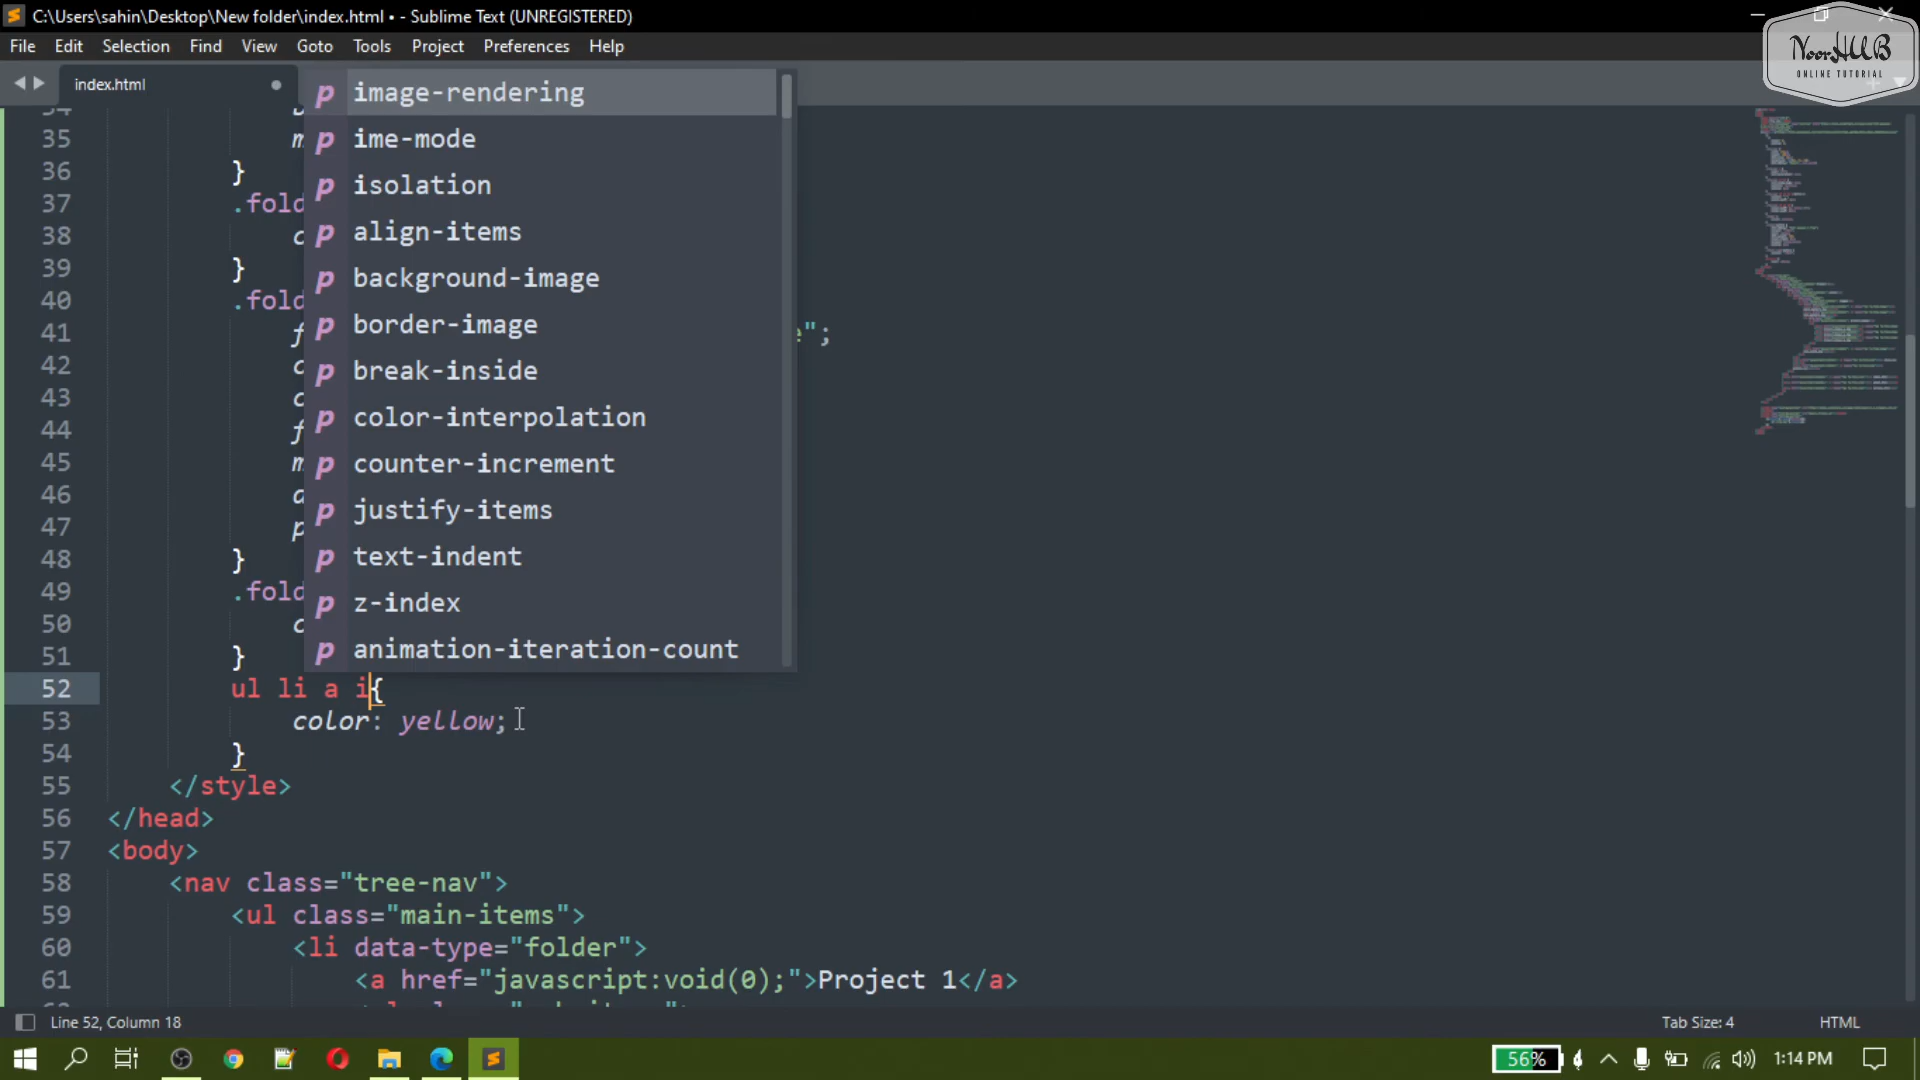 C:\Users\sahin\Desktop\New folder\index.html • - Sublime Text (UNREGISTERED)
File Edit Selection Find View Goto Tools Project Preferences Help
NoorHUB
ONLINE TUTORIAL
index.html
p image-rendering
p ime-mode
p isolation
p align-items
p background-image
p border-image
p break-inside
p color-interpolation
p counter-increment
p justify-items
p text-indent
p z-index
p animation-iteration-count
34
35 m
36 }
37 .fold
38 c
39 }
40 .fold
41 f e";
42 c
43 c
44 f
45 m
46 a
47 p
48 }
49 .fold
50 c
51 }
52 ul li a i{
53 color: yellow;
54 }
55 </style>
56 </head>
57 <body>
58 <nav class="tree-nav">
59 <ul class="main-items">
60 <li data-type="folder">
61 <a href="javascript:void(0);">Project 1</a>
Line 52, Column 18 Tab Size: 4 HTML
56% 1:14 PM